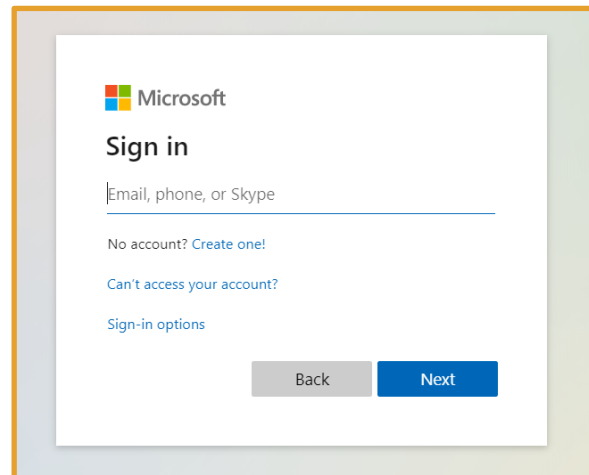 Microsoft
Sign in
Email, phone, or Skype
No account? Create one!
Can't access your account?
Sign-in options
Back Next